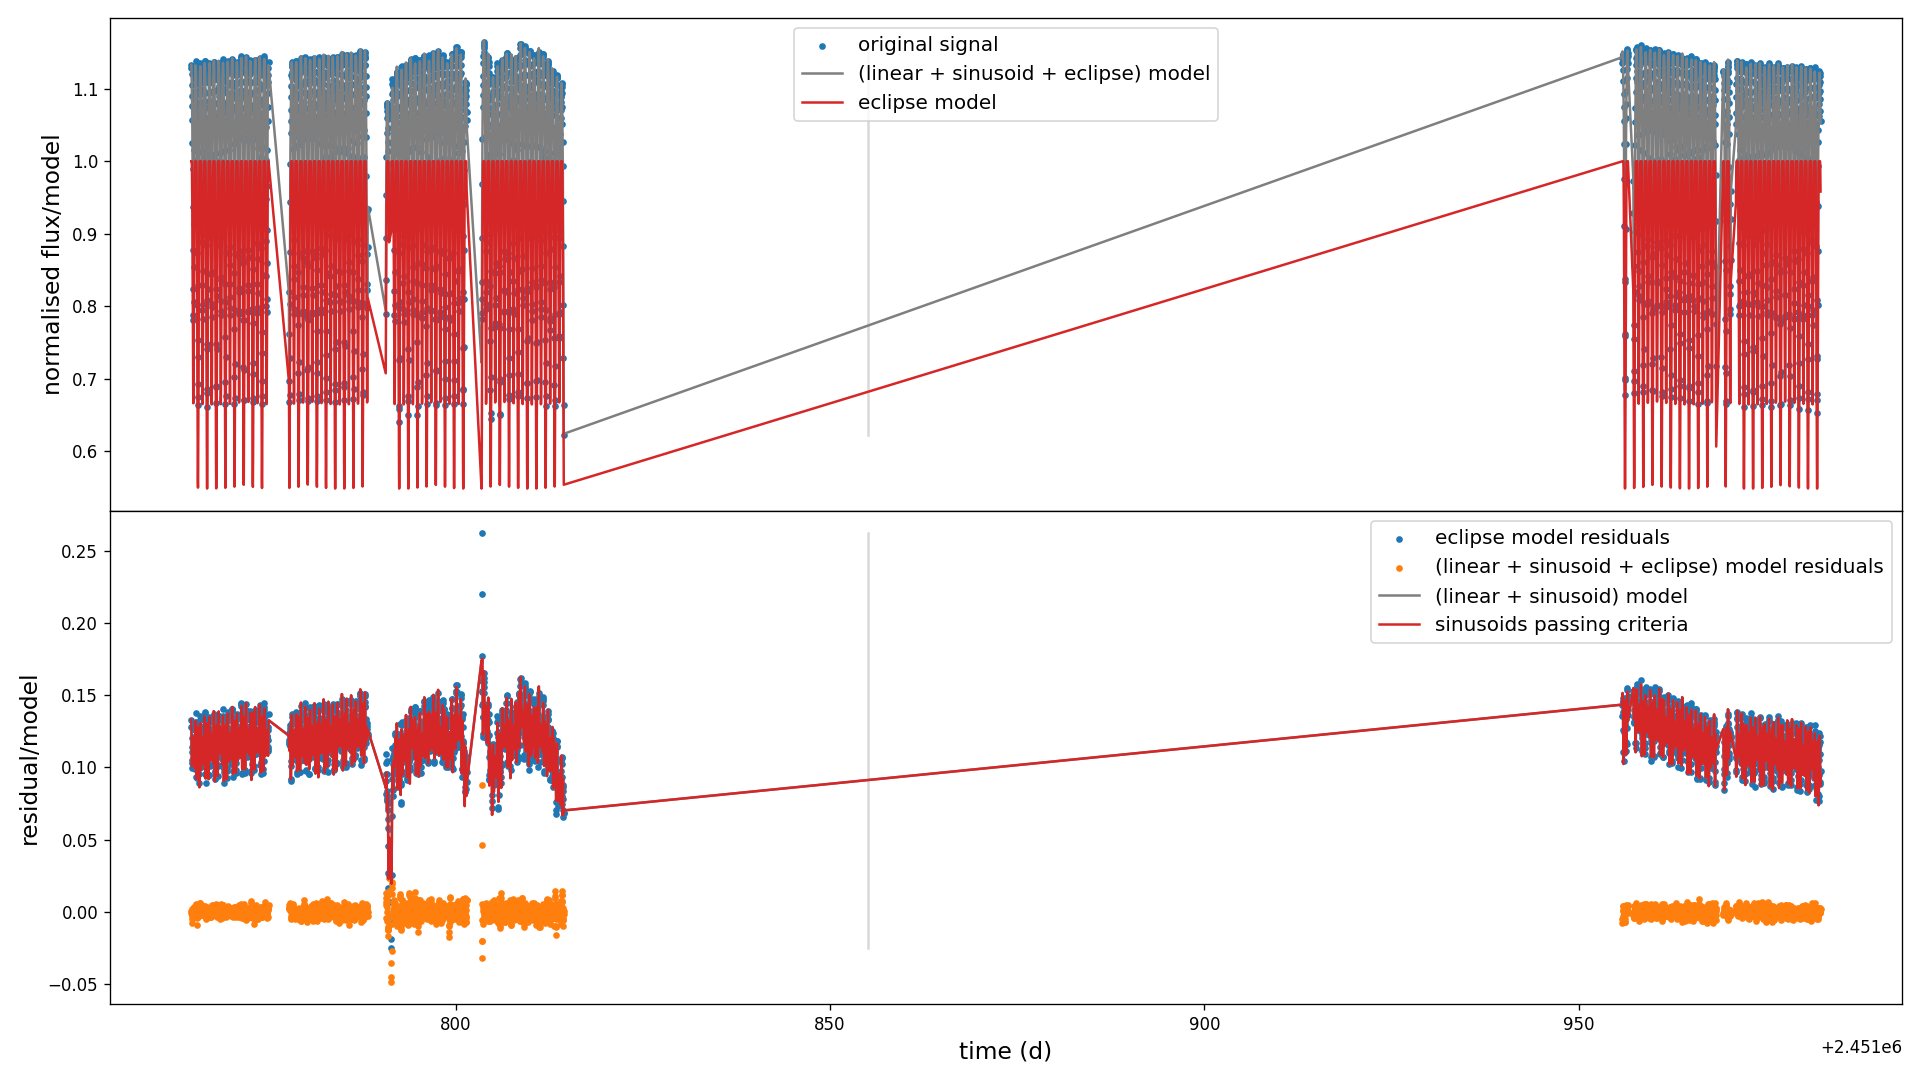 original signal
(linear + sinusoid + eclipse) model
eclipse model
normalised flux/model
1.1
1.0
0.9
0.8
0.7
0.6
eclipse model residuals
(linear + sinusoid + eclipse) model residuals
(linear + sinusoid) model
sinusoids passing criteria
residual/model
0.25
0.20
0.15
0.10
0.05
0.00
−0.05
800
850
900
950
time (d)
+2.451e6